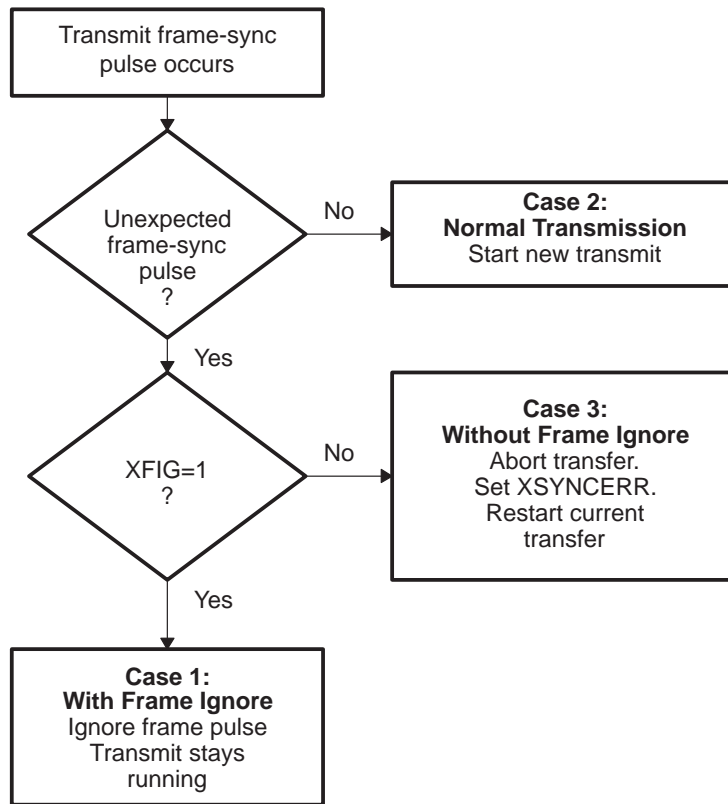 Transmit frame-sync
pulse occurs
Unexpected
frame-sync
pulse
?
No
Case 2:
Normal Transmission
Start new transmit
Yes
XFIG=1
?
No
Case 3:
Without Frame Ignore
Abort transfer.
Set XSYNCERR.
Restart current
transfer
Yes
Case 1:
With Frame Ignore
Ignore frame pulse
Transmit stays
running